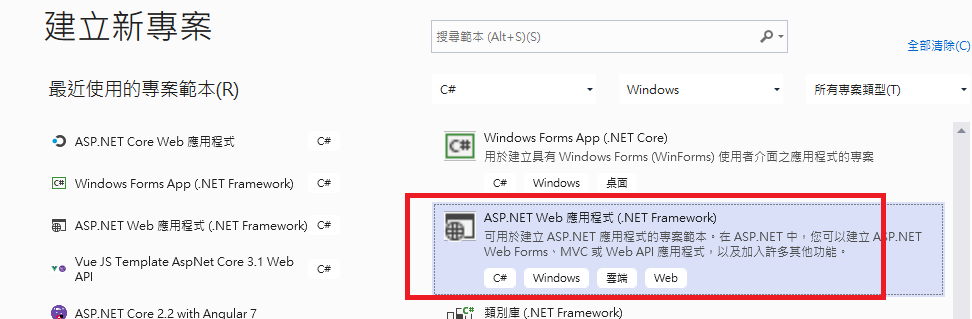 建立新專案
搜尋範本 (Alt+S)(S)
全部清除(C)
最近使用的專案範本(R)
C#
Windows
所有專案類型(T)
ASP.NET Core Web 應用程式
C#
Windows Forms App (.NET Framework)
C#
ASP.NET Web 應用程式 (.NET Framework)
C#
Vue JS Template AspNet Core 3.1 Web
API
C#
ASP.NET Core 2.2 with Angular 7
Windows Forms App (.NET Core)
用於建立具有 Windows Forms (WinForms) 使用者介面之應用程式的專案
C#
Windows
桌面
ASP.NET Web 應用程式 (.NET Framework)
可用於建立 ASP.NET 應用程式的專案範本。在 ASP.NET 中，您可以建立 ASP.NET
Web Forms、MVC 或 Web API 應用程式，以及加入許多其他功能。
C#
Windows
雲端
Web
類別庫 (.NET Framework)